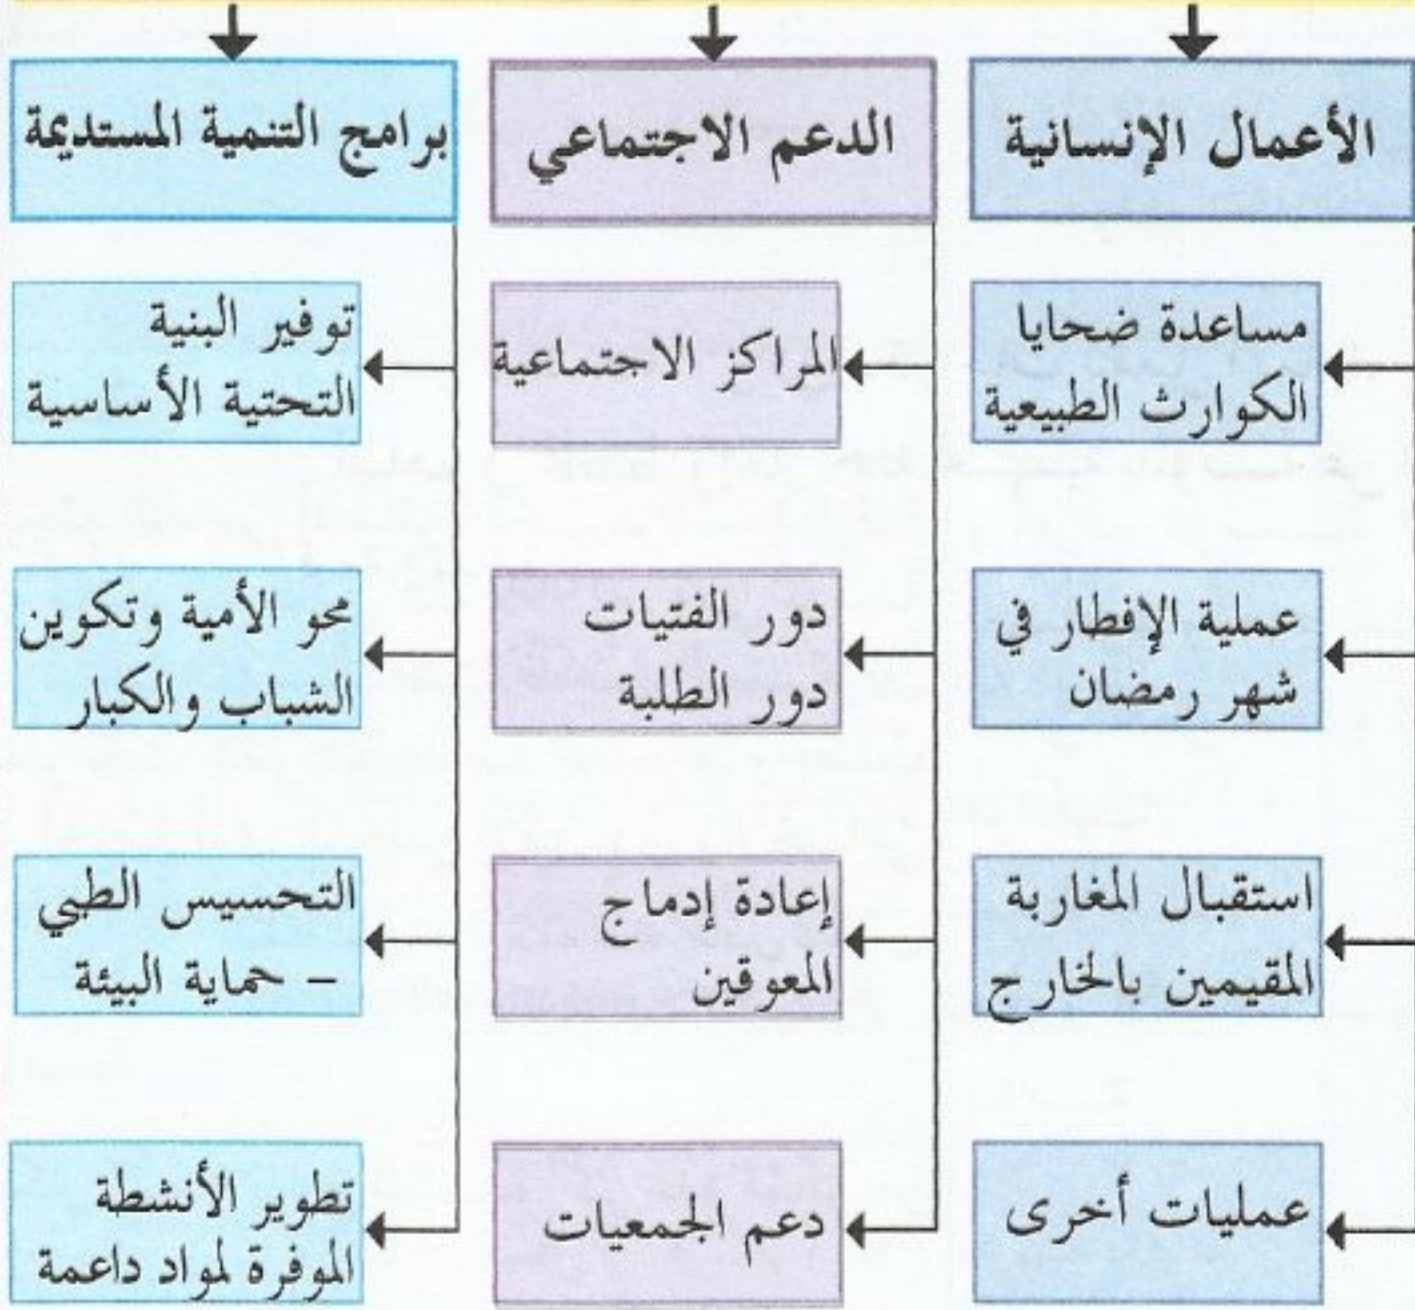 الأعمال الإنسانية
مساعدة ضحايا
الكوارث الطبيعية
عملية الإفطار في
شهر رمضان
استقبال المغاربة
المقيمين بالخارج
عمليات أخرى
الدعم الاجتماعي
المراكز الاجتماعية
دور الفتيات
دور الطلبة
إعادة إدماج
المعوقين
دعم الجمعيات
برامج التنمية المستديمة
توفير البنية
التحتية الأساسية
محو الأمية وتكوين
الشباب والكبار
التحسيس الطبي
- حماية البيئة
تطوير الأنشطة
الموفرة لمواد داعمة